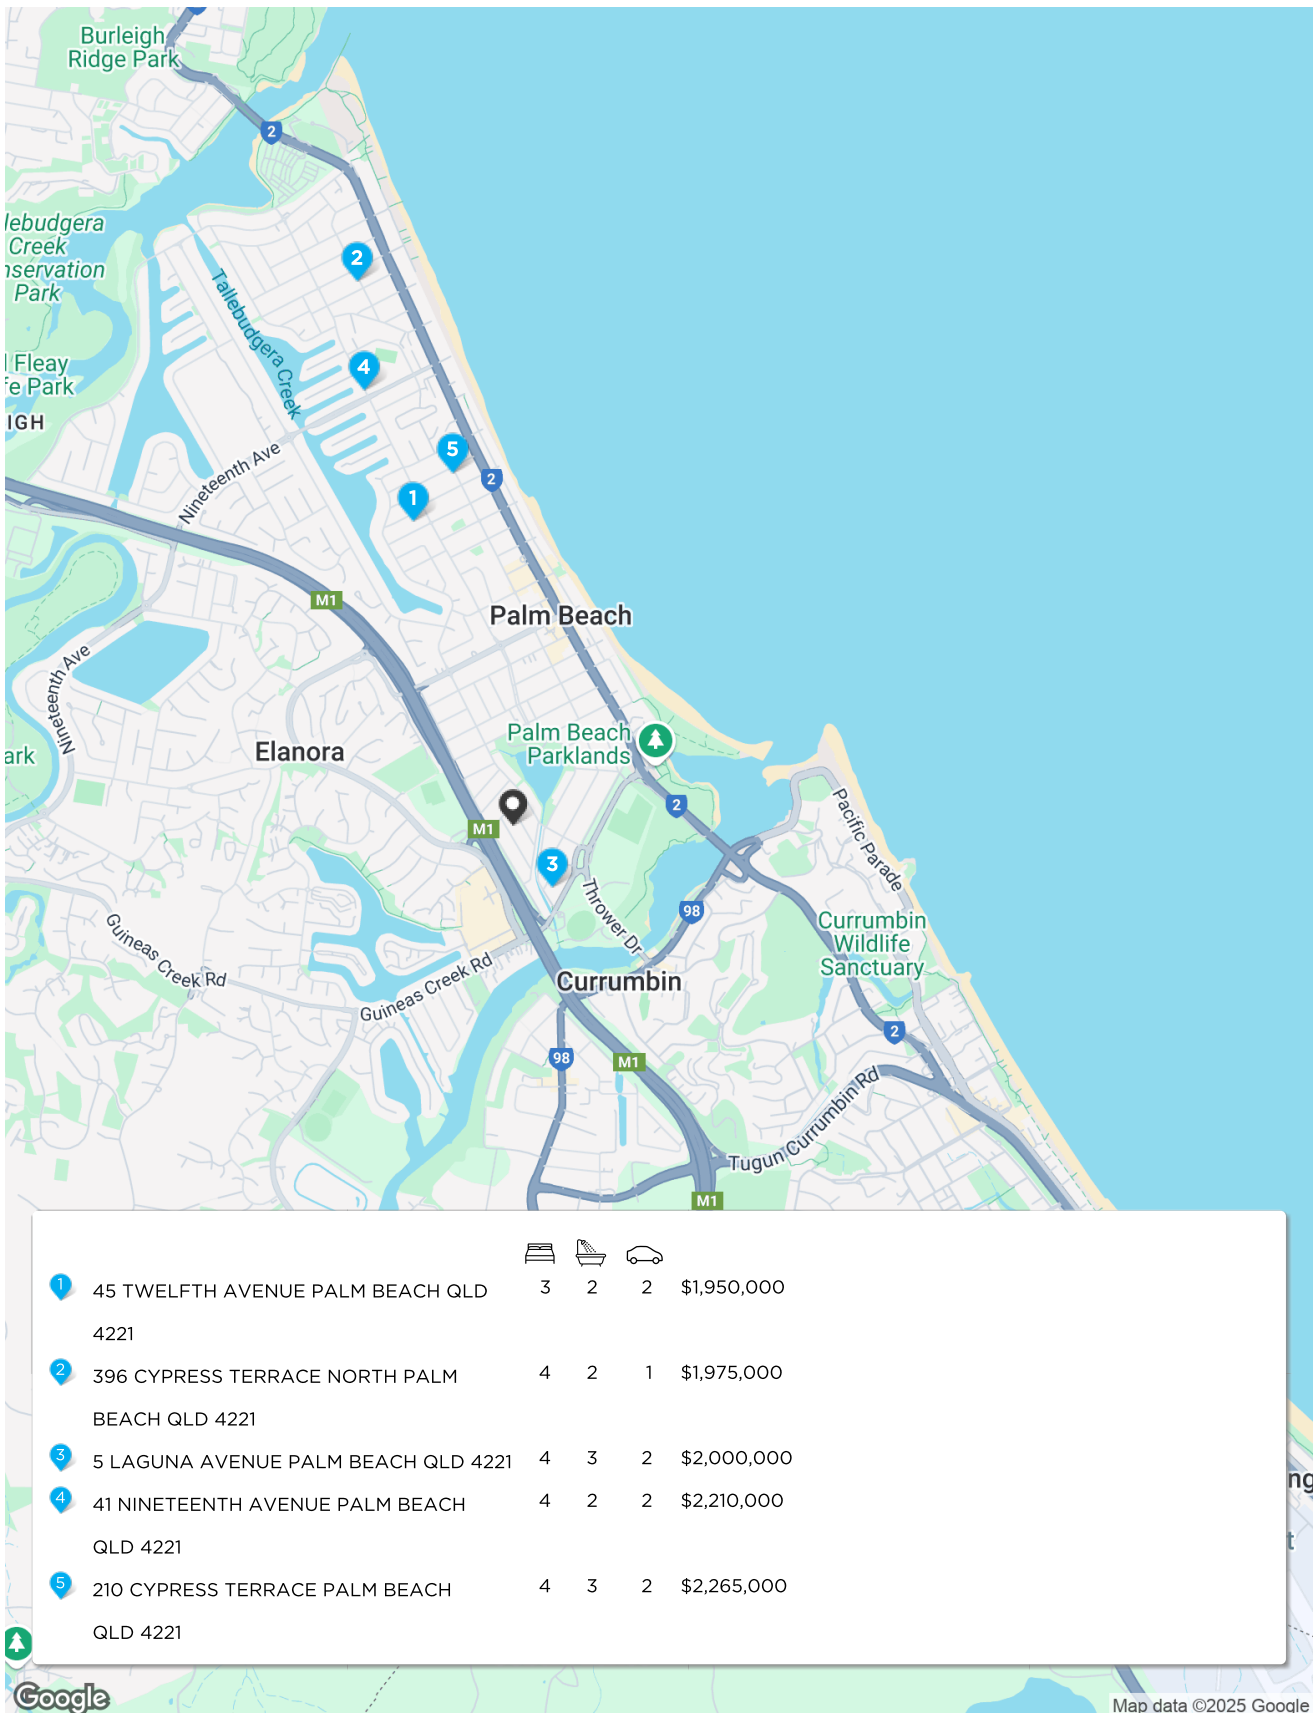 Burleigh
Ridge Park
2
lebudgera
Creek
nservation
Park
Tallebudgera Creek
2
4
Fleay
fe Park
IGH
5
2
Nineteenth Ave
1
M1
Palm Beach
Nineteenth Ave
Palm Beach
Parklands
Elanora
ark
2
M1
Pacific Parade
3
Thrower Dr
98
Currumbin
Wildlife
Sanctuary
Guineas Creek Rd
Guineas Creek Rd
Currumbin
2
98
M1
Tugun Currumbin Rd
M1
1 45 TWELFTH AVENUE PALM BEACH QLD 3 2 2 $1,950,000
4221
2 396 CYPRESS TERRACE NORTH PALM 4 2 1 $1,975,000
BEACH QLD 4221
3 5 LAGUNA AVENUE PALM BEACH QLD 4221 4 3 2 $2,000,000
4 41 NINETEENTH AVENUE PALM BEACH 4 2 2 $2,210,000
QLD 4221
5 210 CYPRESS TERRACE PALM BEACH 4 3 2 $2,265,000
QLD 4221
ng
t
Google
Map data ©2025 Google